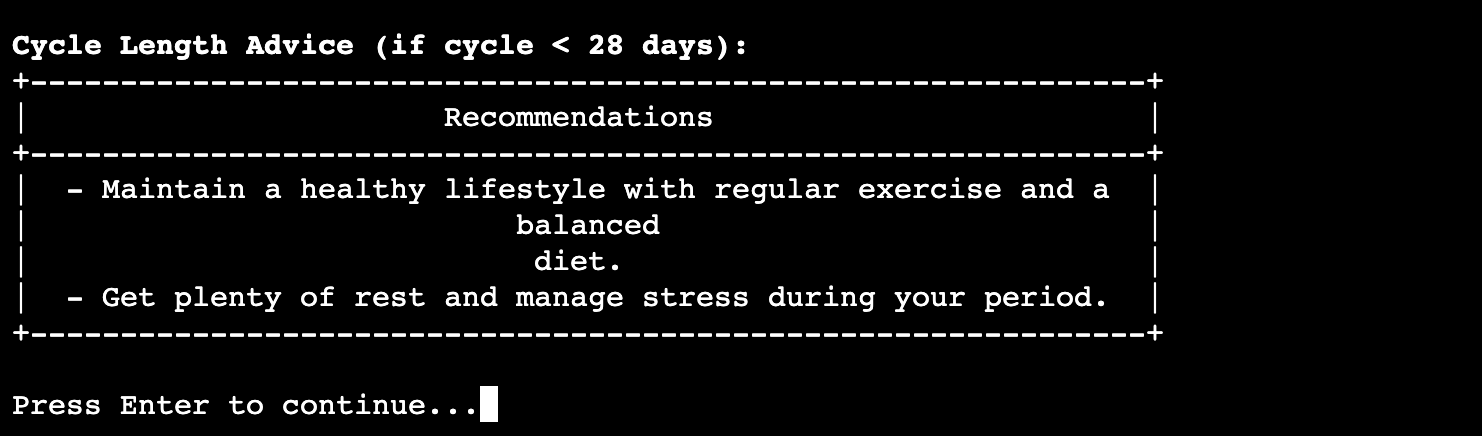 Cycle Length Advice (if cycle < 28 days):
+--------------------------------------------------------------+
|                       Recommendations                        |
+--------------------------------------------------------------+
|  - Maintain a healthy lifestyle with regular exercise and a  |
|                           balanced                           |
|                            diet.                             |
|  - Get plenty of rest and manage stress during your period.  |
+--------------------------------------------------------------+
Press Enter to continue...